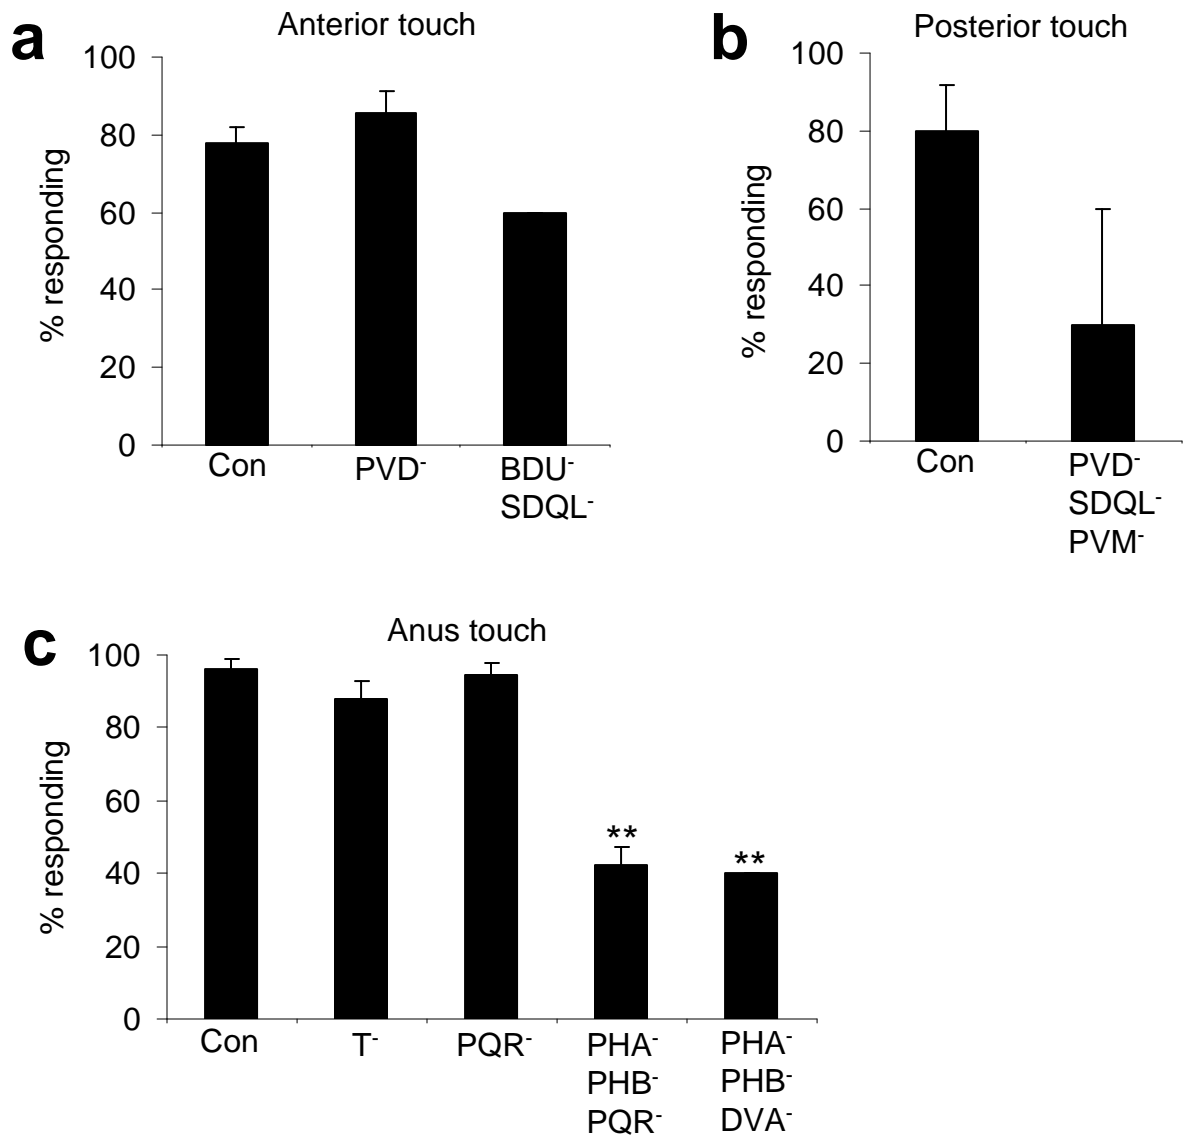 a
Anterior touch
% responding
100
80
60
40
20
0
Con
PVD-
BDU-
SDQL-
b
Posterior touch
% responding
100
80
60
40
20
0
Con
PVD-
SDQL-
PVM-
c
Anus touch
% responding
100
80
60
40
20
0
**
**
Con
T-
PQR-
PHA-
PHB-
PQR-
PHA-
PHB-
DVA-